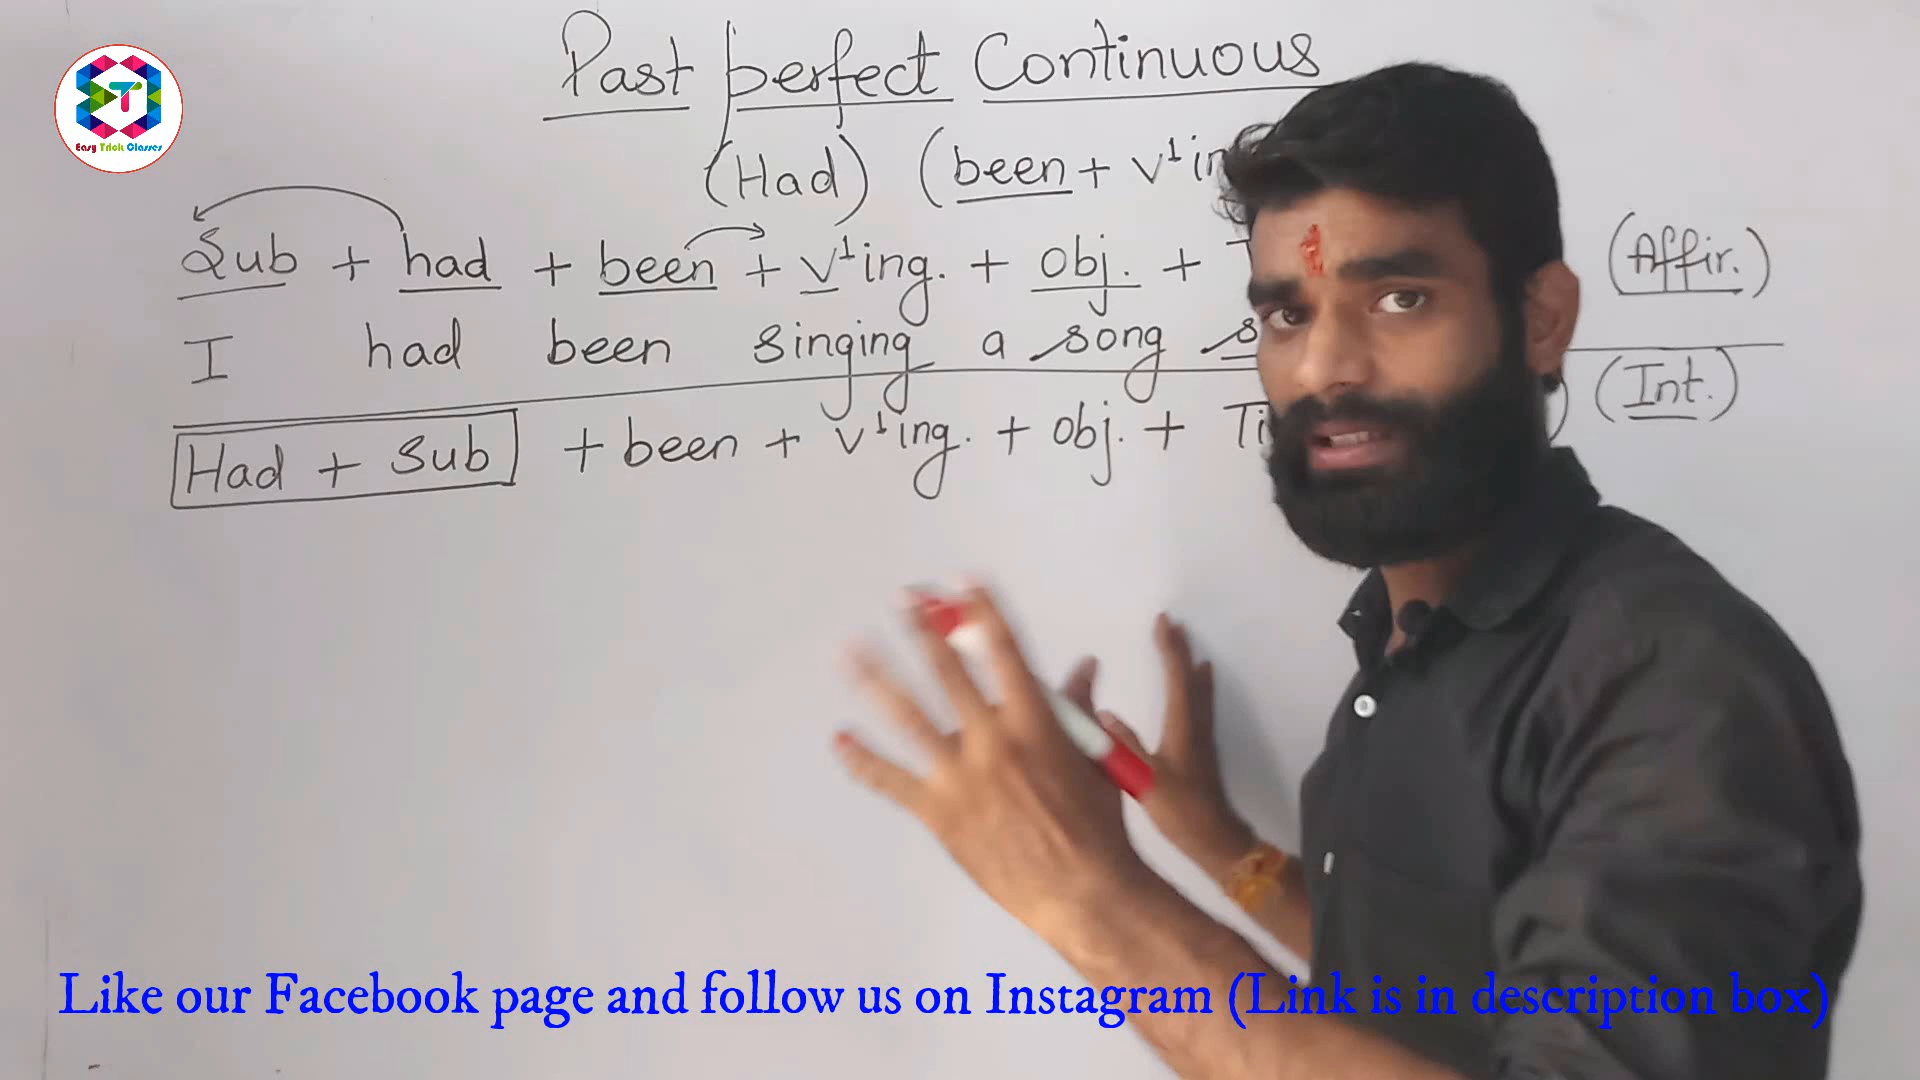 Past perfect Continuous
(Had) (been + V¹in
T
Easy Trick Classes
Sub + had + been + V¹ing. + obj. + (Affir.)
I had been singing a song
(Int.)
Had + Sub + been + V¹ing. + obj. + Ti
Like our Facebook page and follow us on Instagram (Link is in description box)